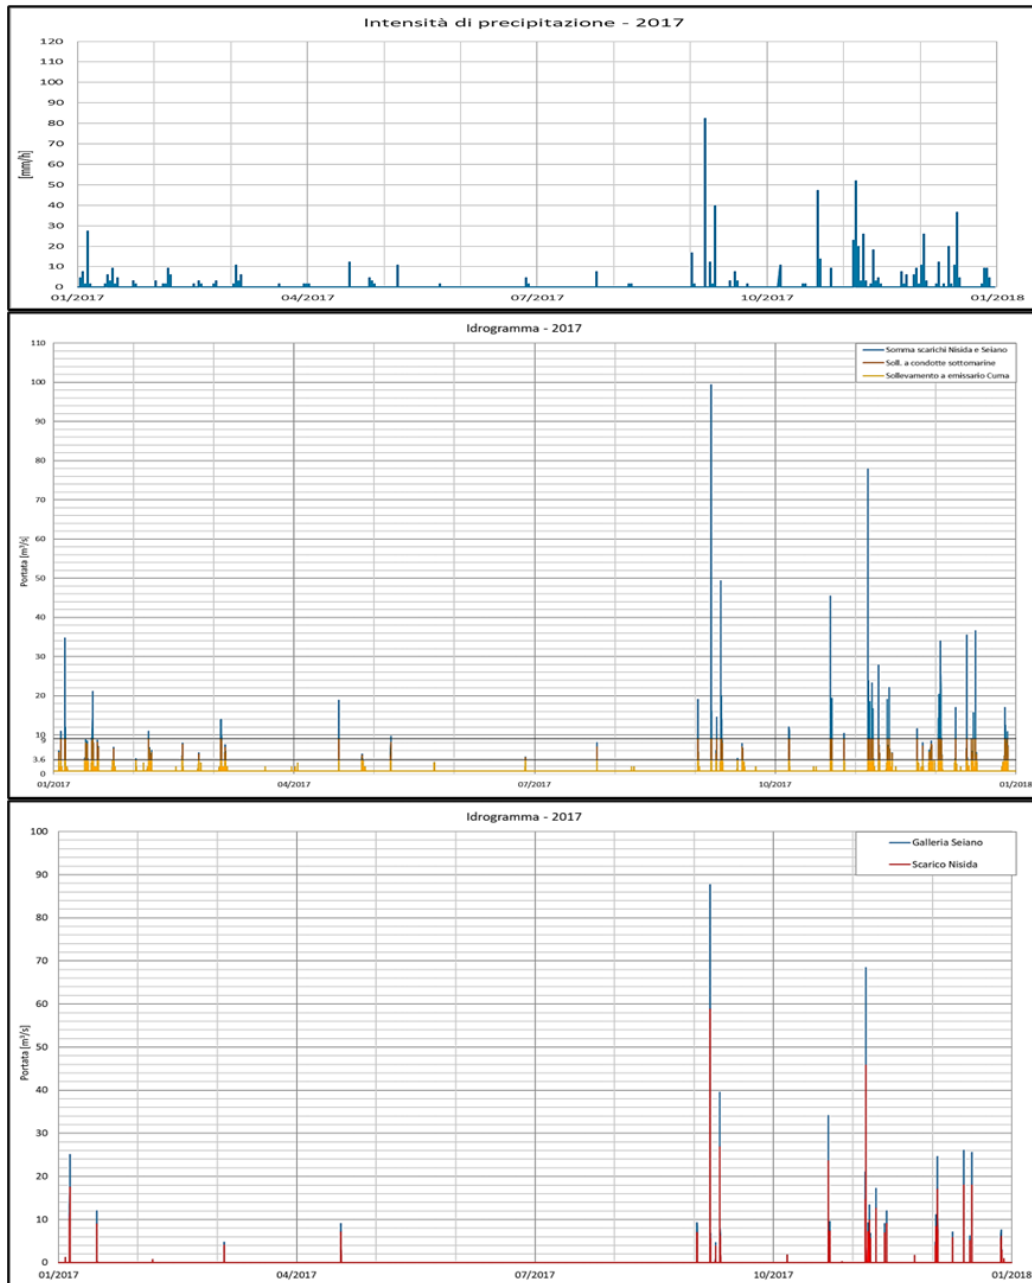 Intensità di precipitazione - 2017
120
110
100
90
80
70
60
50
40
30
20
10
0
[mm/h]
01/2017 04/2017 07/2017 10/2017 01/2018
Idrogramma - 2017
Somma scarichi Nisida e Seiano
Soll. a condotte sottomarine
Sollevamento a emissario Cuma
110
100
90
80
70
60
50
40
30
20
10
9
3.6
0
Portata [m³/s]
01/2017 04/2017 07/2017 10/2017 01/2018
Idrogramma - 2017
Galleria Seiano
Scarico Nisida
100
90
80
70
60
50
40
30
20
10
0
Portata [m³/s]
01/2017 04/2017 07/2017 10/2017 01/2018